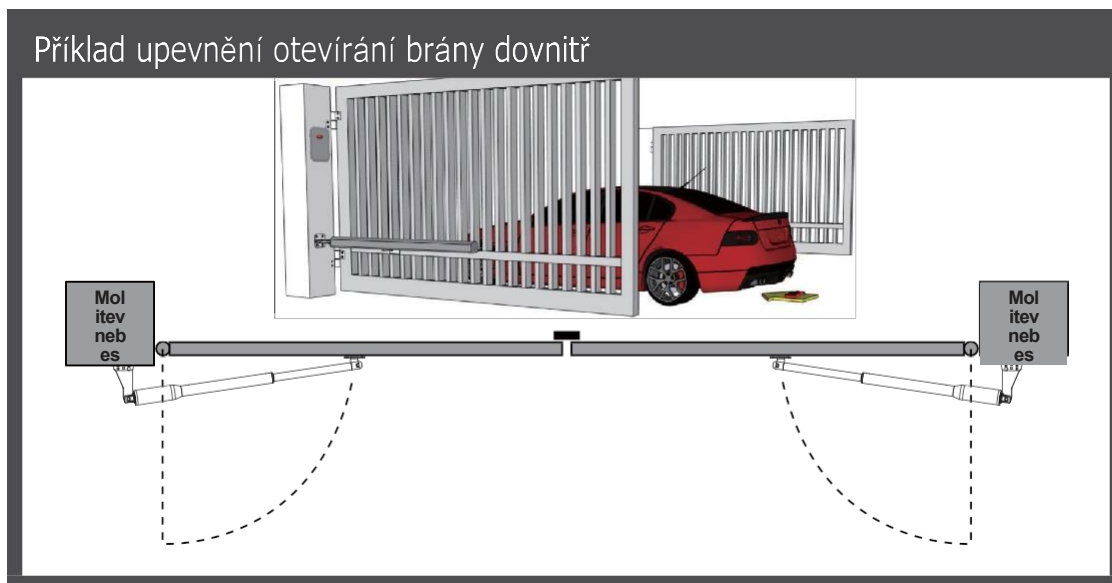 Příklad upevnění otevírání brány dovnitř
Mol
itev
neb
es
Mol
itev
neb
es